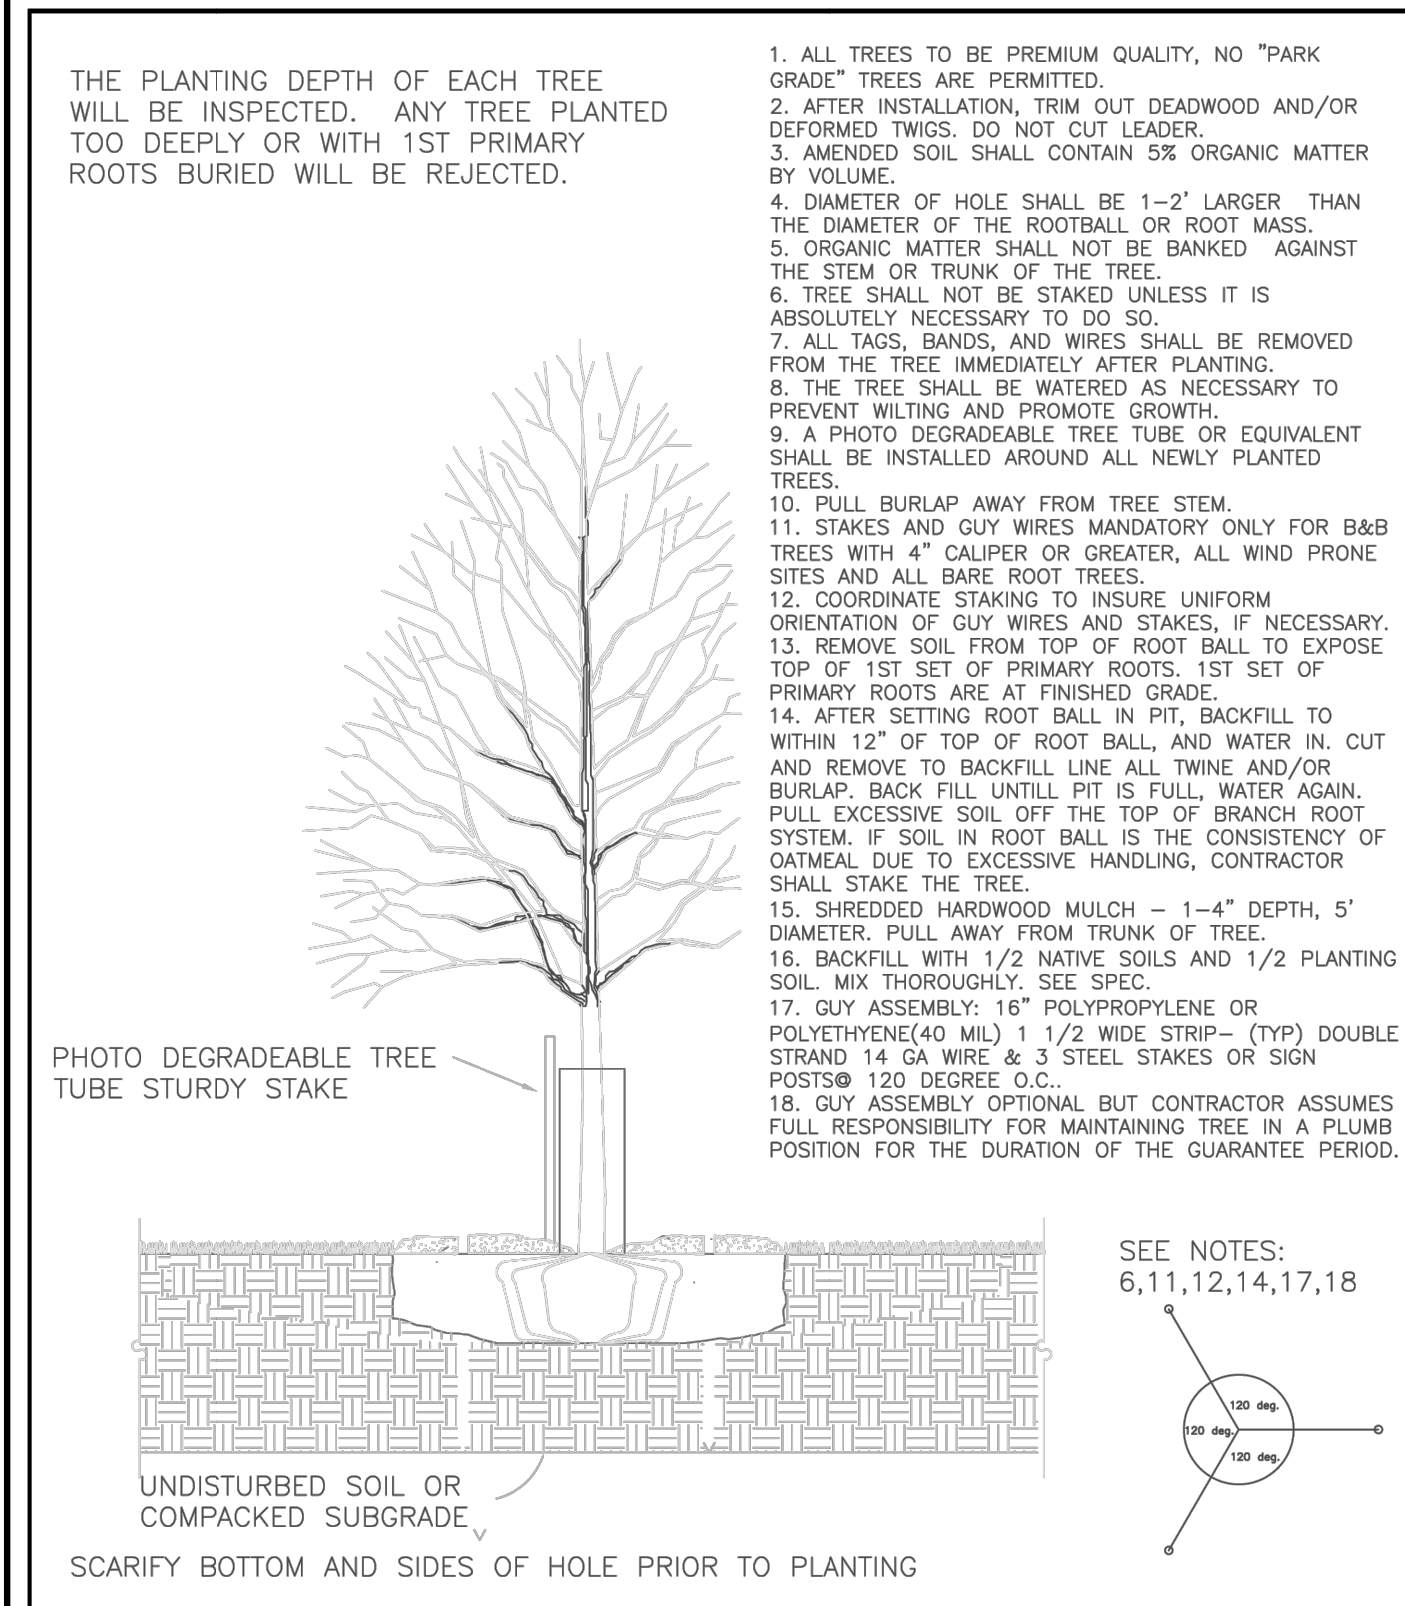 THE PLANTING DEPTH OF EACH TREE
WILL BE INSPECTED. ANY TREE PLANTED
TOO DEEPLY OR WITH 1ST PRIMARY
ROOTS BURIED WILL BE REJECTED.
1. ALL TREES TO BE PREMIUM QUALITY, NO "PARK
GRADE" TREES ARE PERMITTED.
2. AFTER INSTALLATION, TRIM OUT DEADWOOD AND/OR
DEFORMED TWIGS. DO NOT CUT LEADER.
3. AMENDED SOIL SHALL CONTAIN 5% ORGANIC MATTER
BY VOLUME.
4. DIAMETER OF HOLE SHALL BE 1-2' LARGER THAN
THE DIAMETER OF THE ROOTBALL OR ROOT MASS.
5. ORGANIC MATTER SHALL NOT BE BANKED AGAINST
THE STEM OR TRUNK OF THE TREE.
6. TREE SHALL NOT BE STAKED UNLESS IT IS
ABSOLUTELY NECESSARY TO DO SO.
7. ALL TAGS, BANDS, AND WIRES SHALL BE REMOVED
FROM THE TREE IMMEDIATELY AFTER PLANTING.
8. THE TREE SHALL BE WATERED AS NECESSARY TO
PREVENT WILTING AND PROMOTE GROWTH.
9. A PHOTO DEGRADEABLE TREE TUBE OR EQUIVALENT
SHALL BE INSTALLED AROUND ALL NEWLY PLANTED
TREES.
10. PULL BURLAP AWAY FROM TREE STEM.
11. STAKES AND GUY WIRES MANDATORY ONLY FOR B&B
TREES WITH 4" CALIPER OR GREATER, ALL WIND PRONE
SITES AND ALL BARE ROOT TREES.
12. COORDINATE STAKING TO INSURE UNIFORM
ORIENTATION OF GUY WIRES AND STAKES, IF NECESSARY.
13. REMOVE SOIL FROM TOP OF ROOT BALL TO EXPOSE
TOP OF 1ST SET OF PRIMARY ROOTS. 1ST SET OF
PRIMARY ROOTS ARE AT FINISHED GRADE.
14. AFTER SETTING ROOT BALL IN PIT, BACKFILL TO
WITHIN 12" OF TOP OF ROOT BALL, AND WATER IN. CUT
AND REMOVE TO BACKFILL LINE ALL TWINE AND/OR
BURLAP. BACK FILL UNTILL PIT IS FULL, WATER AGAIN.
PULL EXCESSIVE SOIL OFF THE TOP OF BRANCH ROOT
SYSTEM. IF SOIL IN ROOT BALL IS THE CONSISTENCY OF
OATMEAL DUE TO EXCESSIVE HANDLING, CONTRACTOR
SHALL STAKE THE TREE.
15. SHREDDED HARDWOOD MULCH - 1-4" DEPTH, 5'
DIAMETER. PULL AWAY FROM TRUNK OF TREE.
16. BACKFILL WITH 1/2 NATIVE SOILS AND 1/2 PLANTING
SOIL. MIX THOROUGHLY. SEE SPEC.
17. GUY ASSEMBLY: 16" POLYPROPYLENE OR
POLYETHYENE(40 MIL) 1 1/2 WIDE STRIP- (TYP) DOUBLE
STRAND 14 GA WIRE & 3 STEEL STAKES OR SIGN
POSTS@ 120 DEGREE O.C..
18. GUY ASSEMBLY OPTIONAL BUT CONTRACTOR ASSUMES
FULL RESPONSIBILITY FOR MAINTAINING TREE IN A PLUMB
POSITION FOR THE DURATION OF THE GUARANTEE PERIOD.
PHOTO DEGRADEABLE TREE
TUBE STURDY STAKE
SEE NOTES:
6,11,12,14,17,18
120 deg.
120 deg.
120 deg.
UNDISTURBED SOIL OR
COMPACKED SUBGRADE
SCARIFY BOTTOM AND SIDES OF HOLE PRIOR TO PLANTING